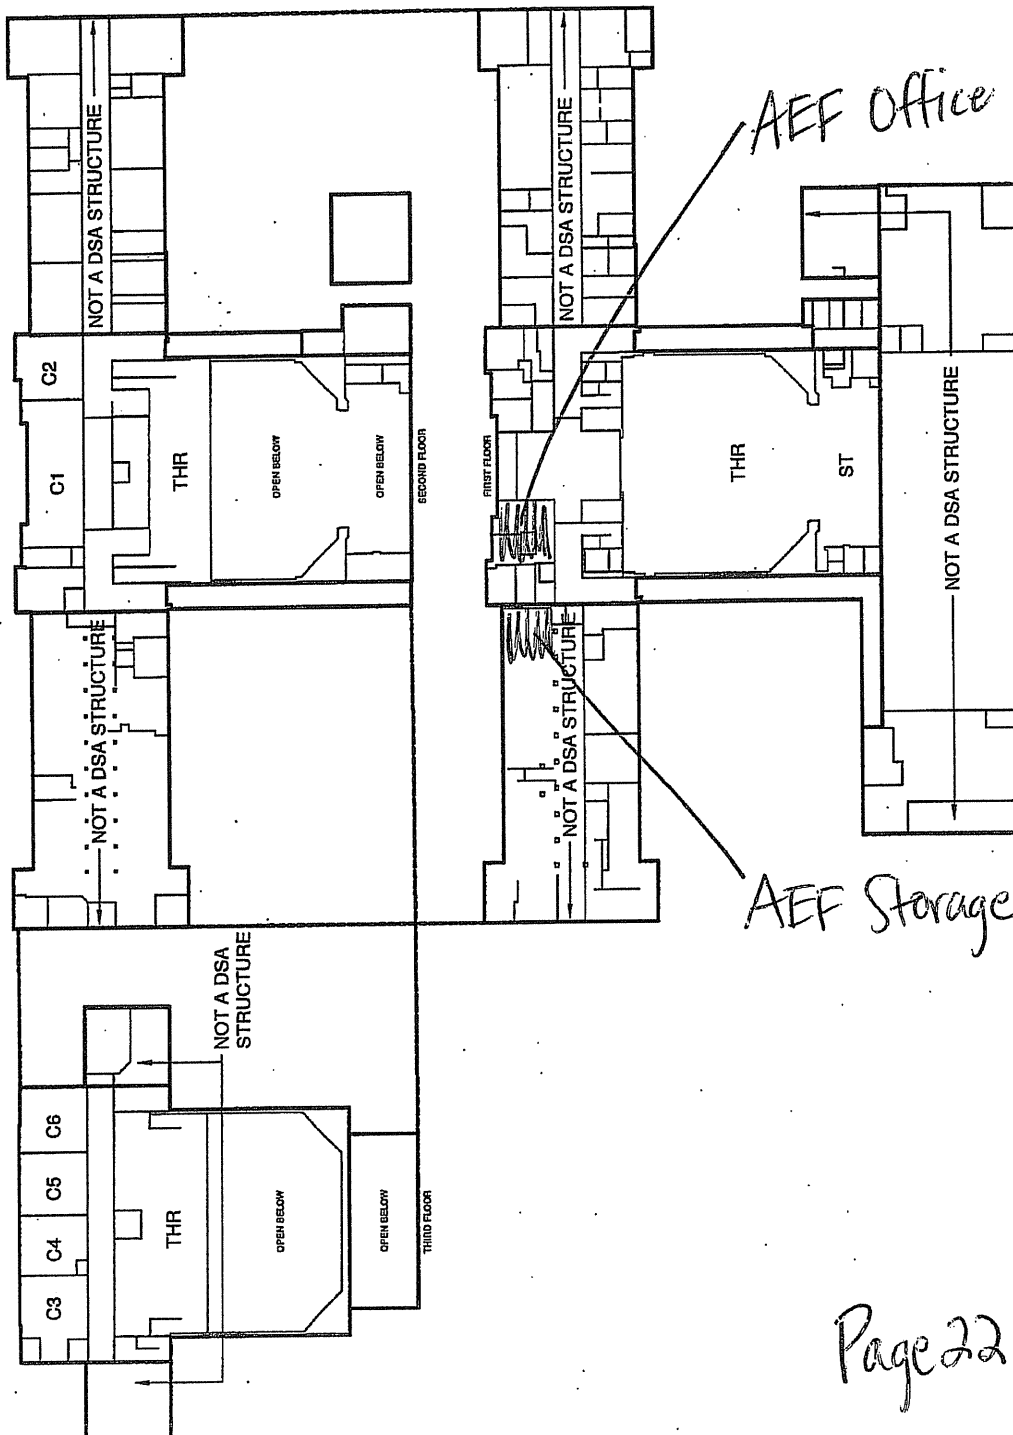 AEF Office
NOT A DSA STRUCTURE
NOT A DSA STRUCTURE
C2
C1
THR
OPEN BELOW
OPEN BELOW
SECOND FLOOR
FIRST FLOOR
THR
ST
NOT A DSA STRUCTURE
NOT A DSA STRUCTURE
NOT A DSA STRUCTURE
AEF Storage
NOT A DSA
STRUCTURE
C6
C5
C4
C3
THR
OPEN BELOW
OPEN BELOW
THIRD FLOOR
Page 22